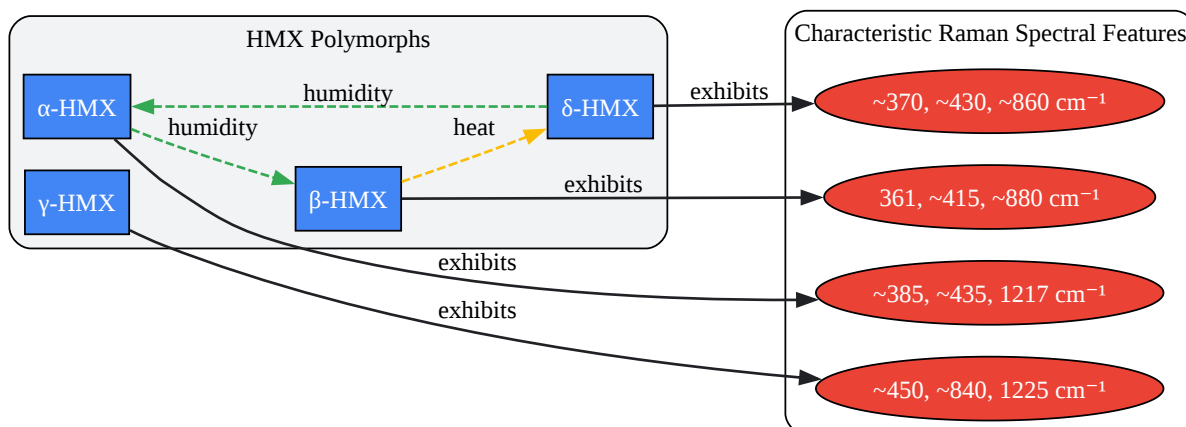 HMX Polymorphs
Characteristic Raman Spectral Features
α-HMX
humidity
δ-HMX
exhibits
~370, ~430, ~860 cm⁻¹
humidity
heat
γ-HMX
β-HMX
exhibits
361, ~415, ~880 cm⁻¹
exhibits
~385, ~435, 1217 cm⁻¹
exhibits
~450, ~840, 1225 cm⁻¹